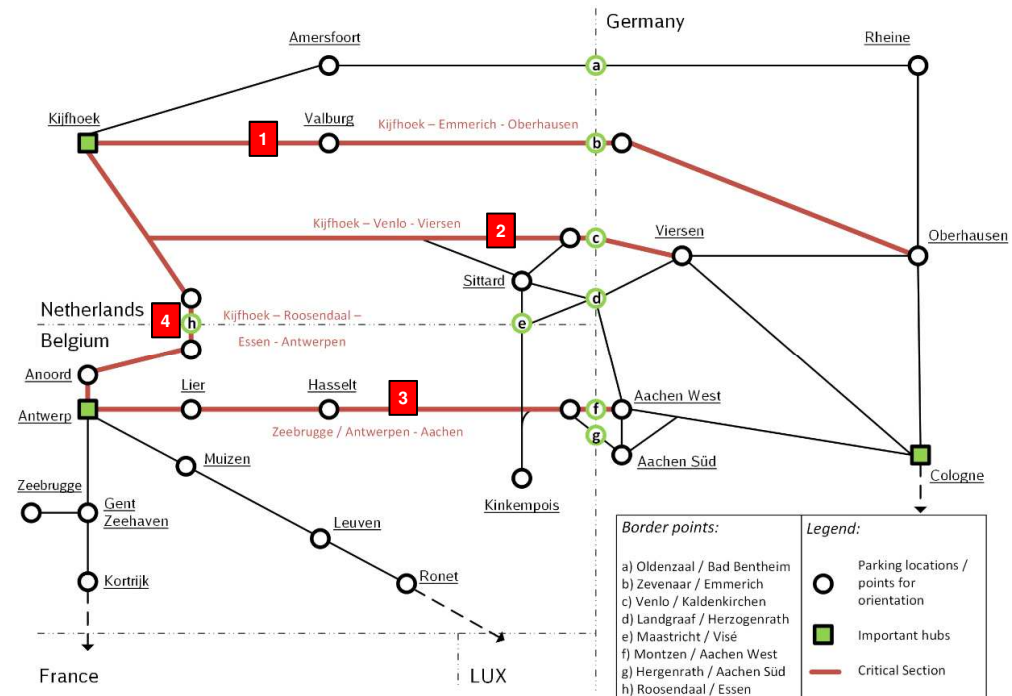 Germany
Amersfoort
Rheine
a
Kijfhoek
Valburg
Kijfhoek – Emmerich - Oberhausen
1
b
Kijfhoek – Venlo - Viersen
2
c
Viersen
Oberhausen
Sittard
d
Netherlands
4
h
Kijfhoek – Roosendaal –
e
Belgium
Essen - Antwerpen
Anoord
Lier
Hasselt
3
Aachen West
f
Antwerp
Zeebrugge / Antwerpen - Aachen
g
Muizen
Aachen Süd
Cologne
Zeebrugge
Gent
Zeehaven
Kinkempois
Leuven
Kortrijk
Ronet
France
LUX
Border points:
a) Oldenzaal / Bad Bentheim
b) Zevenaar / Emmerich
c) Venlo / Kaldenkirchen
d) Landgraaf / Herzogenrath
e) Maastricht / Visé
f) Montzen / Aachen West
g) Hergenrath / Aachen Süd
h) Roosendaal / Essen
Legend:
Parking locations /
points for
orientation
Important hubs
Critical Section